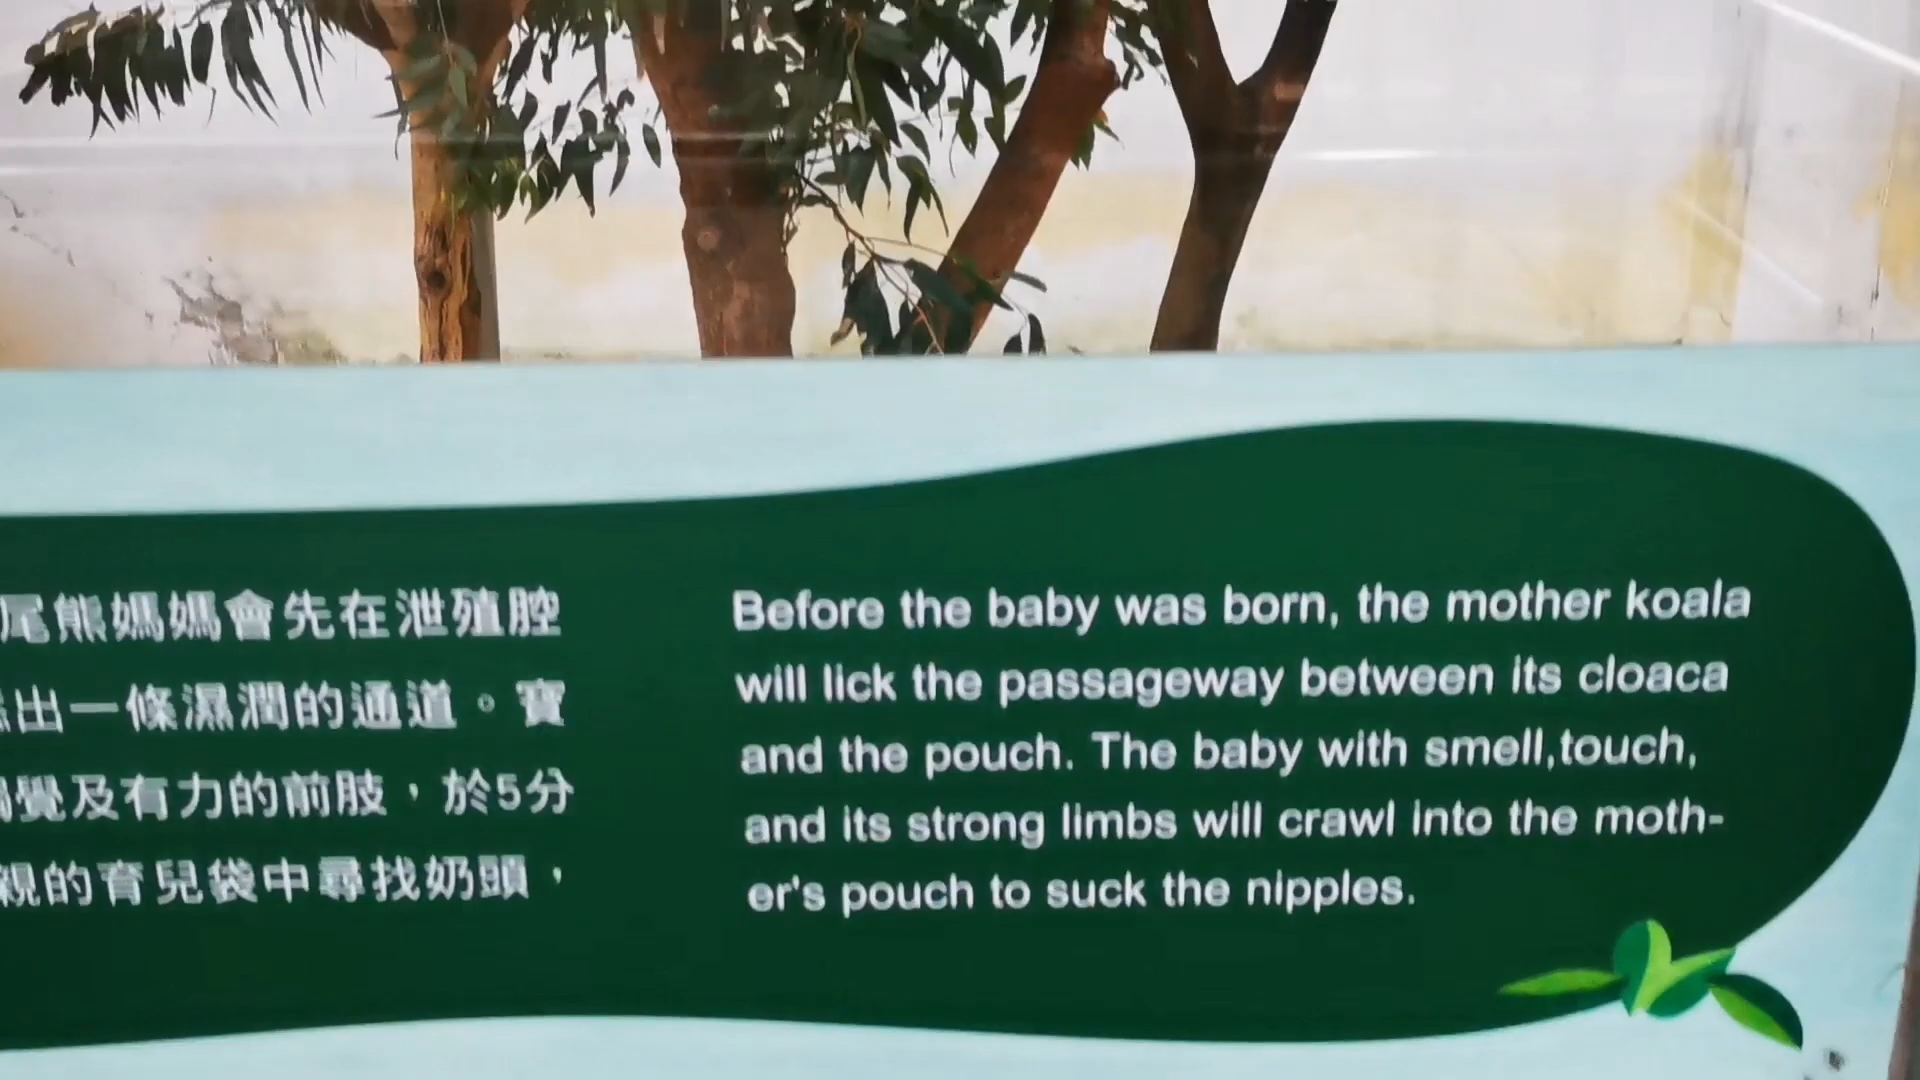 尾熊媽媽會先在泄殖腔
出一條濕潤的通道。寶
覺及有力的前肢，於5分
親的育兒袋中尋找奶頭，
Before the baby was born, the mother koala
will lick the passageway between its cloaca
and the pouch. The baby with smell,touch,
and its strong limbs will crawl into the moth-
er's pouch to suck the nipples.